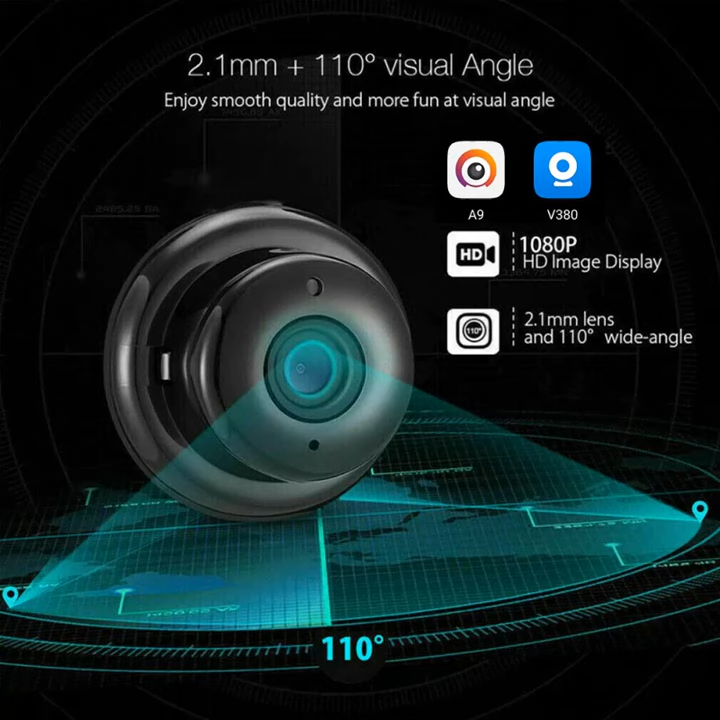 2.1mm + 110° visual Angle
Enjoy smooth quality and more fun at visual angle
A9
V380
HD
1080P
HD Image Display
110°
2.1mm lens
and 110° wide-angle
110°